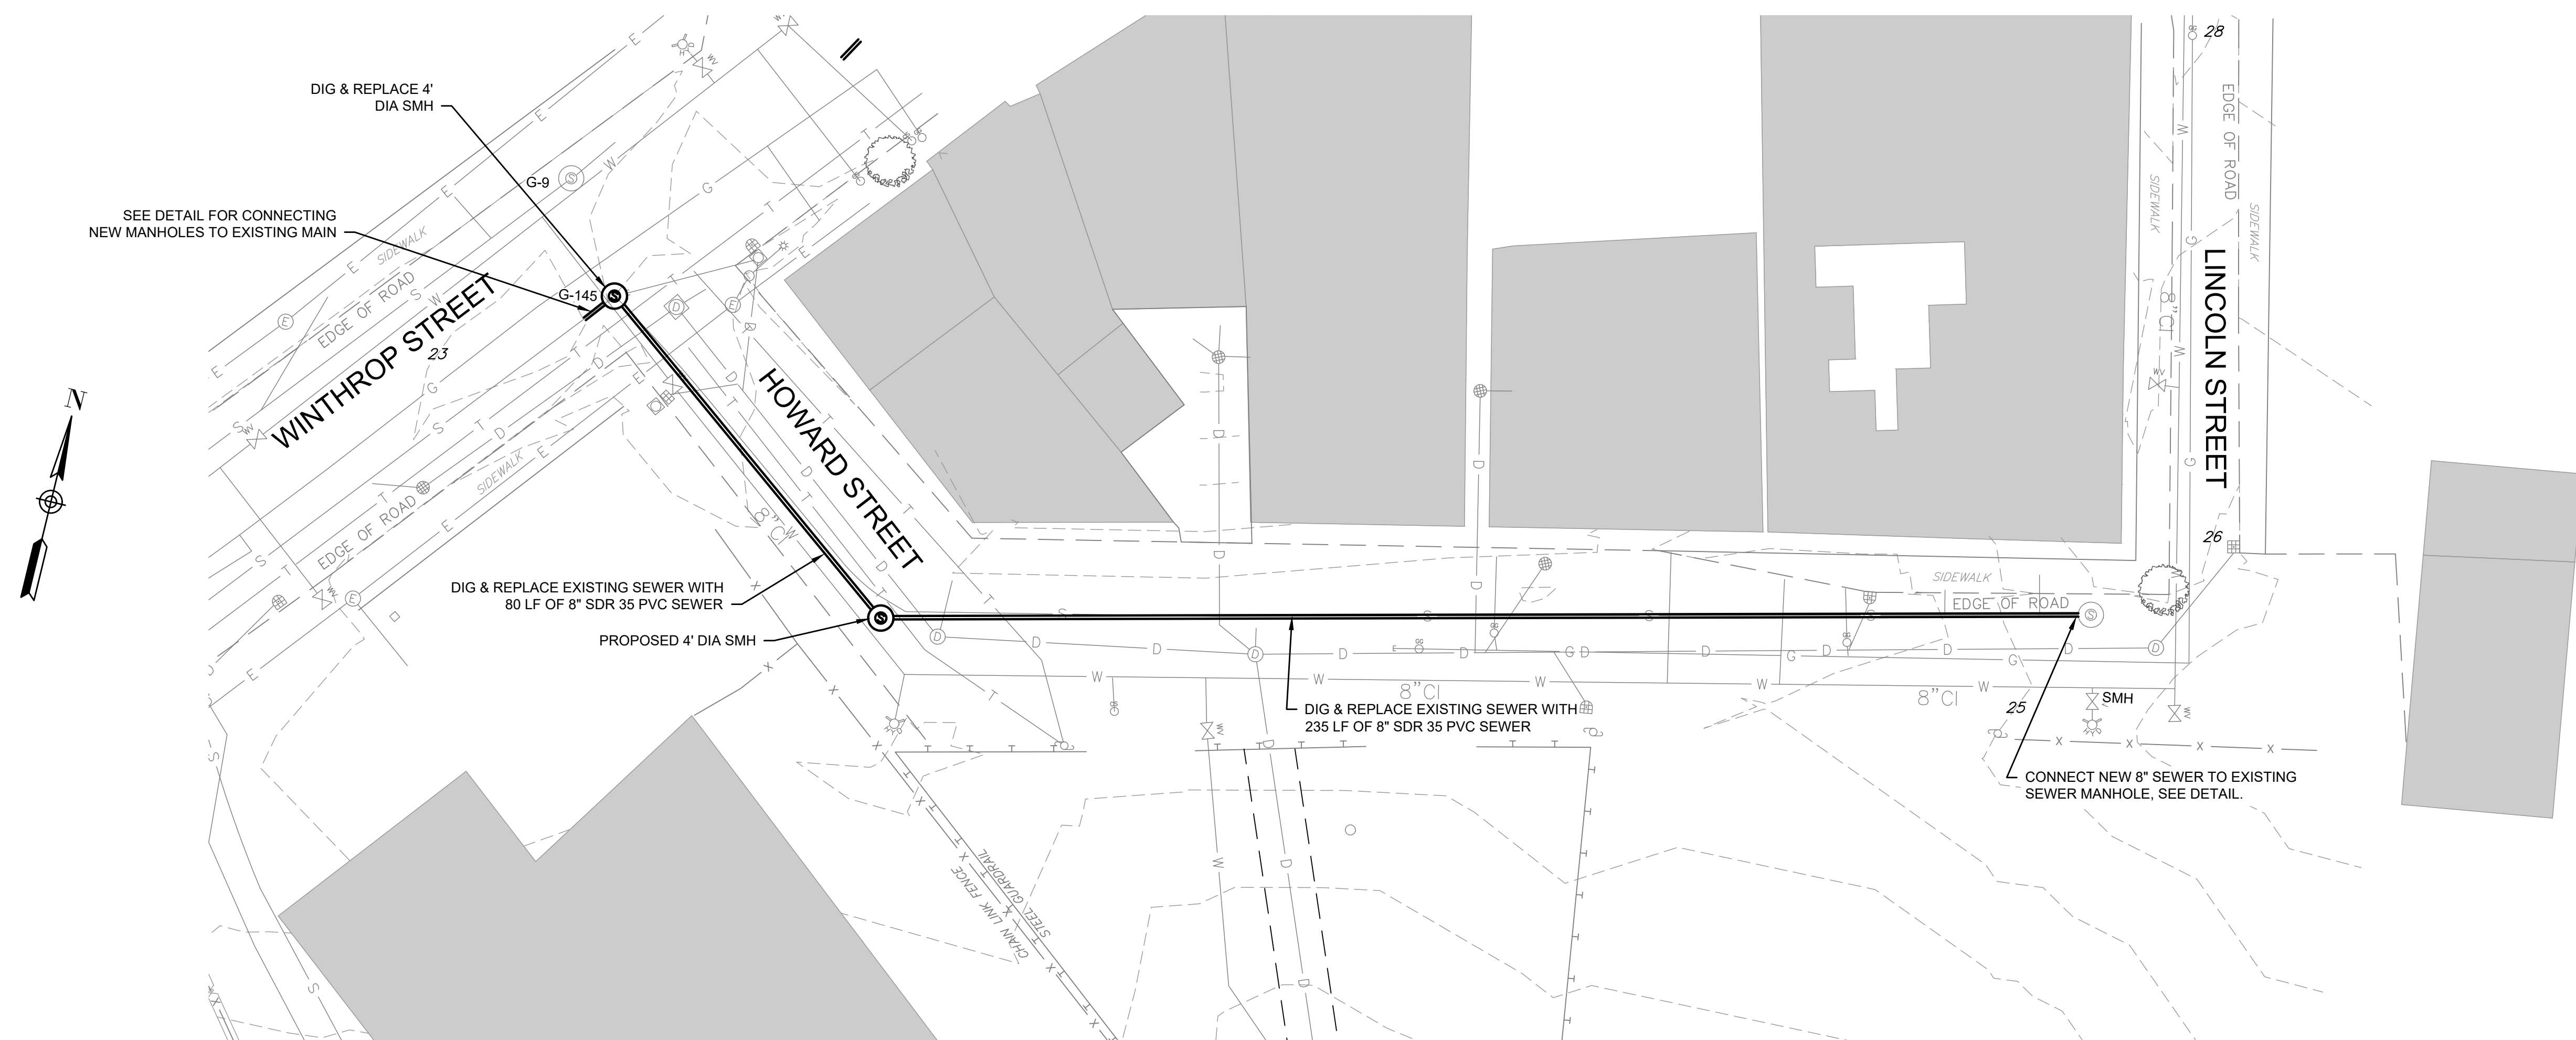 DIG & REPLACE 4'
DIA SMH
G-9
SEE DETAIL FOR CONNECTING
NEW MANHOLES TO EXISTING MAIN
G-145
SIDEWALK
EDGE OF ROAD
WINTHROP STREET
23
N
HOWARD STREET
EDGE OF ROAD
SIDEWALK
8" CI
DIG & REPLACE EXISTING SEWER WITH
80 LF OF 8" SDR 35 PVC SEWER
PROPOSED 4' DIA SMH
28
EDGE OF ROAD
SIDEWALK
SIDEWALK
LINCOLN STREET
8" CI
26
SIDEWALK
EDGE OF ROAD
8"CI
8"CI
DIG & REPLACE EXISTING SEWER WITH
235 LF OF 8" SDR 35 PVC SEWER
25
SMH
CONNECT NEW 8" SEWER TO EXISTING
SEWER MANHOLE, SEE DETAIL.
STEEL GUARDRAIL
CHAIN LINK FENCE